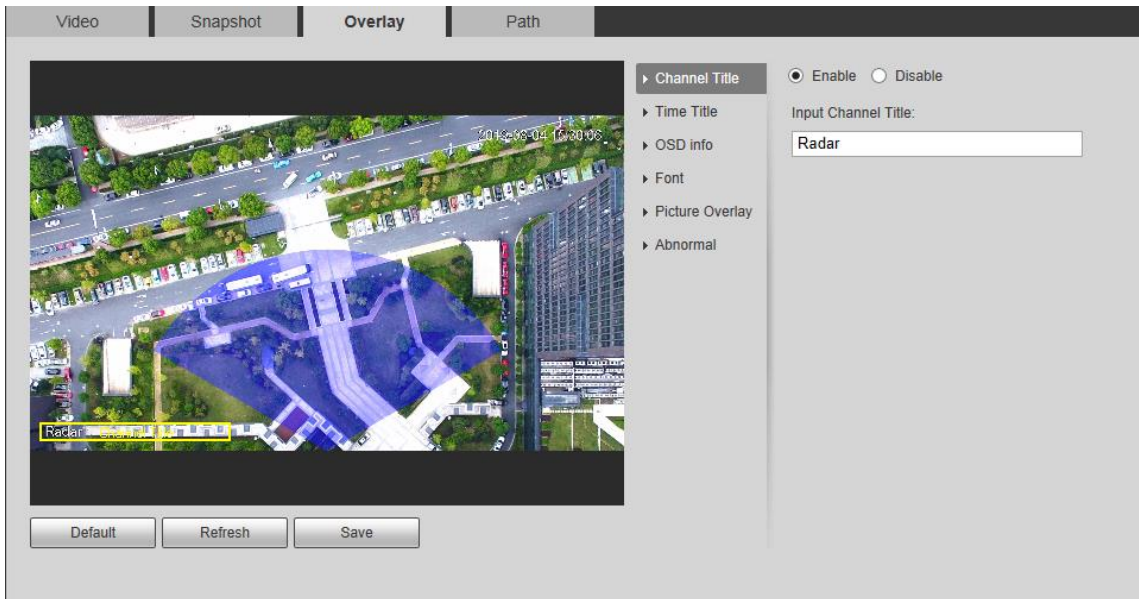 Video
Snapshot
Overlay
Path
Channel Title
Time Title
OSD info
Font
Picture Overlay
Abnormal
Enable
Disable
Input Channel Title:
Radar
Radar
Default
Refresh
Save